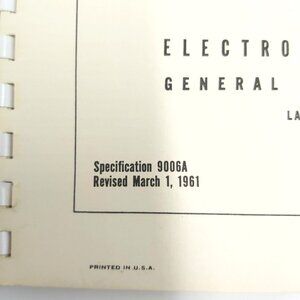 ELECTRO
GENERAL
LA
Specification 9006A
Revised March 1, 1961
PRINTED IN U.S.A.